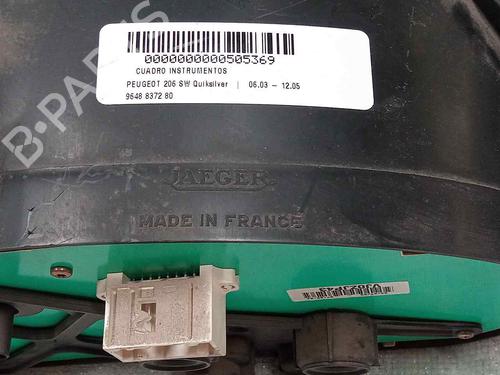 0000000000505369
CUADRO INSTRUMENTOS
PEUGEOT 206 SW Quiksilver | 06.03 – 12.05
9648 8372 80
JAEGER
MADE IN FRANCE
B-PARTS